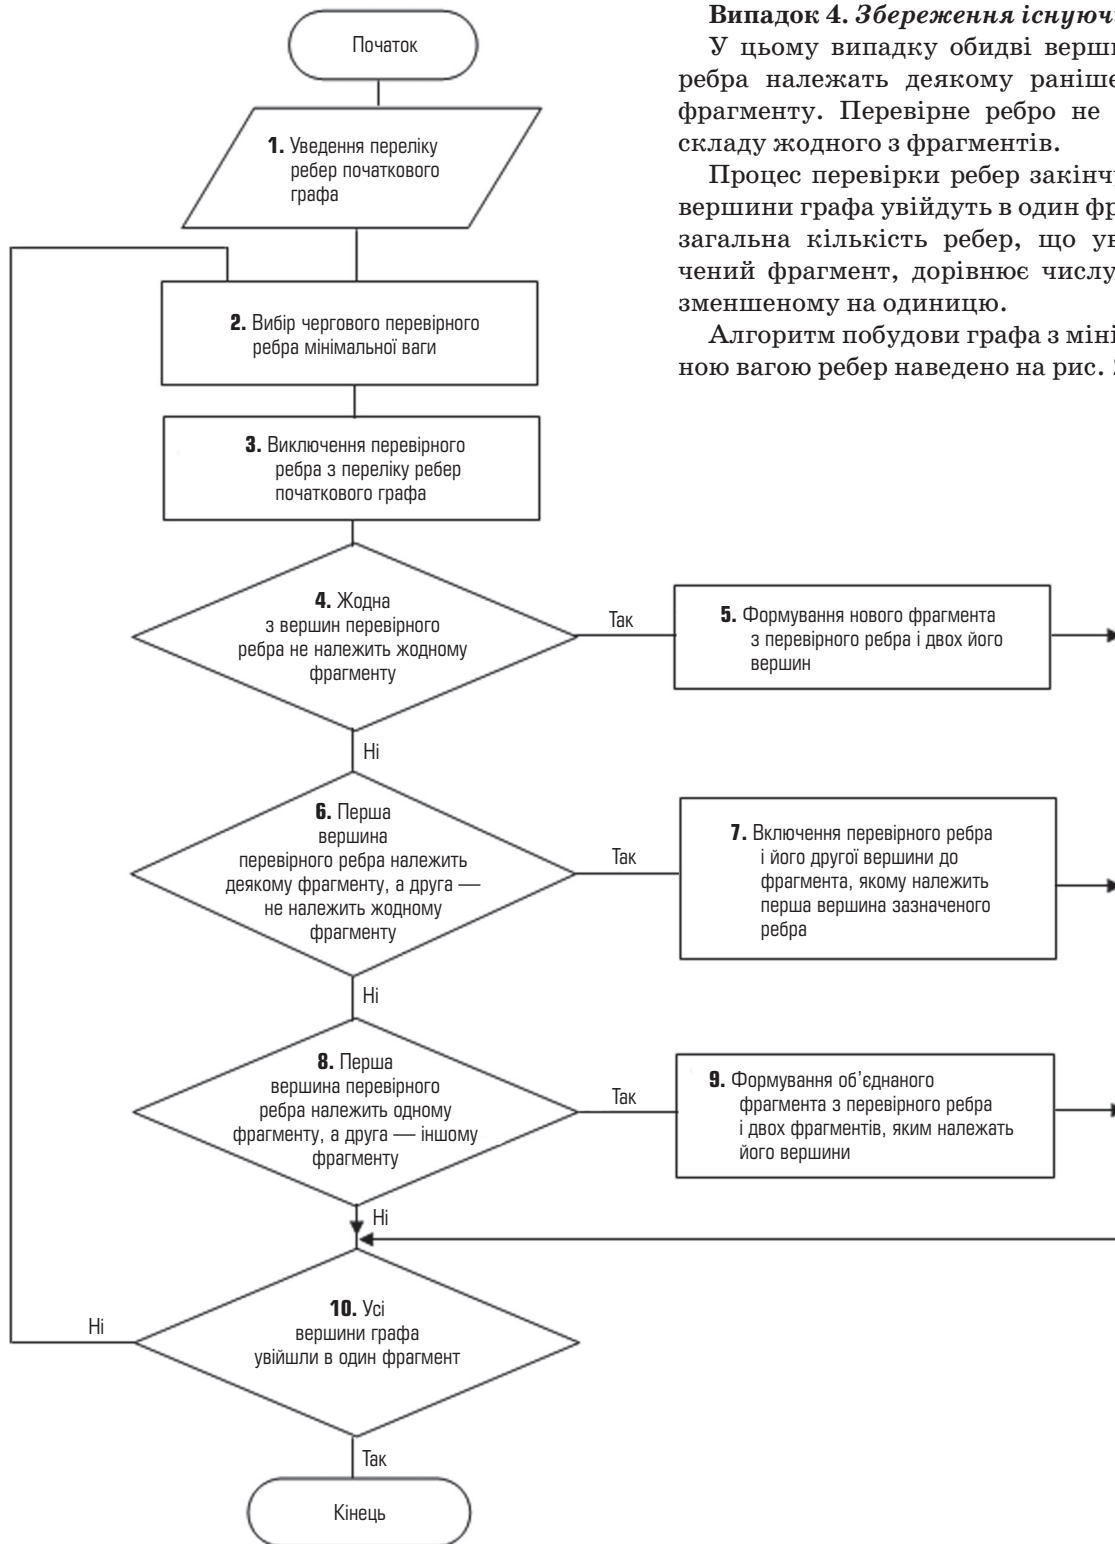 Випадок 4. Збереження
У цьому випадку обидві
ребра належать деякому раніше
фрагменту. Перевірне ребро не
складу жодного з фрагментів.
Процес перевірки ребер
вершини графа увійдуть в один
загальна кількість ребер, що
чений фрагмент, дорівнює числу
зменшеному на одиницю.
Алгоритм побудови графа з
ною вагою ребер наведено на рис.
Початок
1. Уведення переліку
ребер початкового
графа
2. Вибір чергового перевірного
ребра мінімальної ваги
3. Виключення перевірного
ребра з переліку ребер
початкового графа
4. Жодна
з вершин перевірного
ребра не належить жодному
фрагменту
Так
5. Формування нового фрагмента
з перевірного ребра і двох його
вершин
Ні
6. Перша
вершина
перевірного ребра належить
деякому фрагменту, а друга —
не належить жодному
фрагменту
Так
7. Включення перевірного ребра
і його другої вершини до
фрагмента, якому належить
перша вершина зазначеного
ребра
Ні
8. Перша
вершина перевірного
ребра належить одному
фрагменту, а друга — іншому
фрагменту
Так
9. Формування об’єднаного
фрагмента з перевірного ребра
і двох фрагментів, яким належать
його вершини
Ні
10. Усі
вершини графа
увійшли в один фрагмент
Ні
Так
Кінець